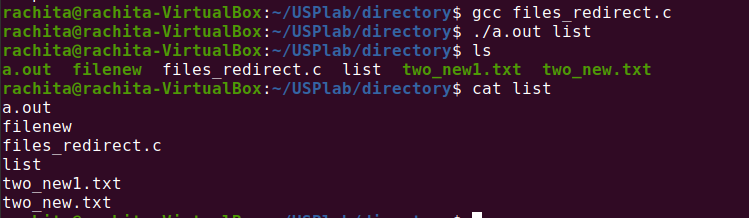 rachita@rachita-VirtualBox:~/USPlab/directory$ gcc files_redirect.c
rachita@rachita-VirtualBox:~/USPlab/directory$ ./a.out list
rachita@rachita-VirtualBox:~/USPlab/directory$ ls
a.out  filenew  files_redirect.c  list  two_new1.txt  two_new.txt
rachita@rachita-VirtualBox:~/USPlab/directory$ cat list
a.out
filenew
files_redirect.c
list
two_new1.txt
two_new.txt
rachita@rachita-VirtualBox:~/USPlab/directory$